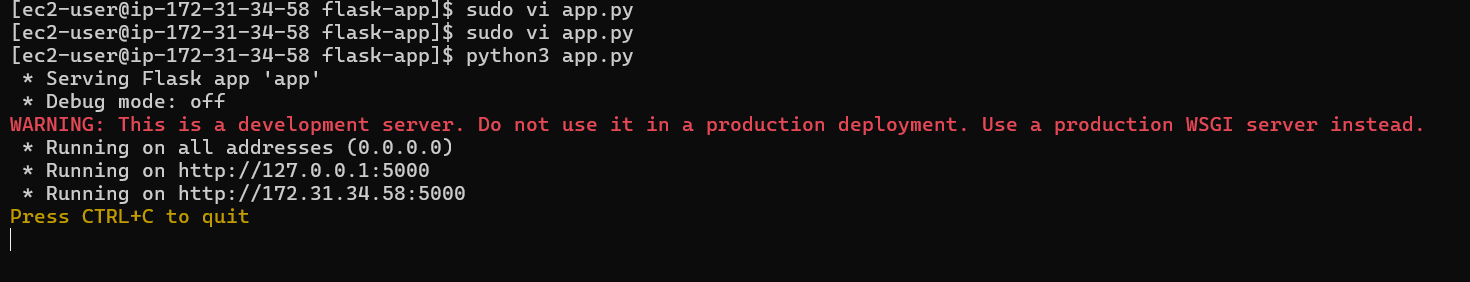 [ec2-user@ip-172-31-34-58 flask-app]$ sudo vi app.py
[ec2-user@ip-172-31-34-58 flask-app]$ sudo vi app.py
[ec2-user@ip-172-31-34-58 flask-app]$ python3 app.py
 * Serving Flask app 'app'
 * Debug mode: off
WARNING: This is a development server. Do not use it in a production deployment. Use a production WSGI server instead.
 * Running on all addresses (0.0.0.0)
 * Running on http://127.0.0.1:5000
 * Running on http://172.31.34.58:5000
Press CTRL+C to quit